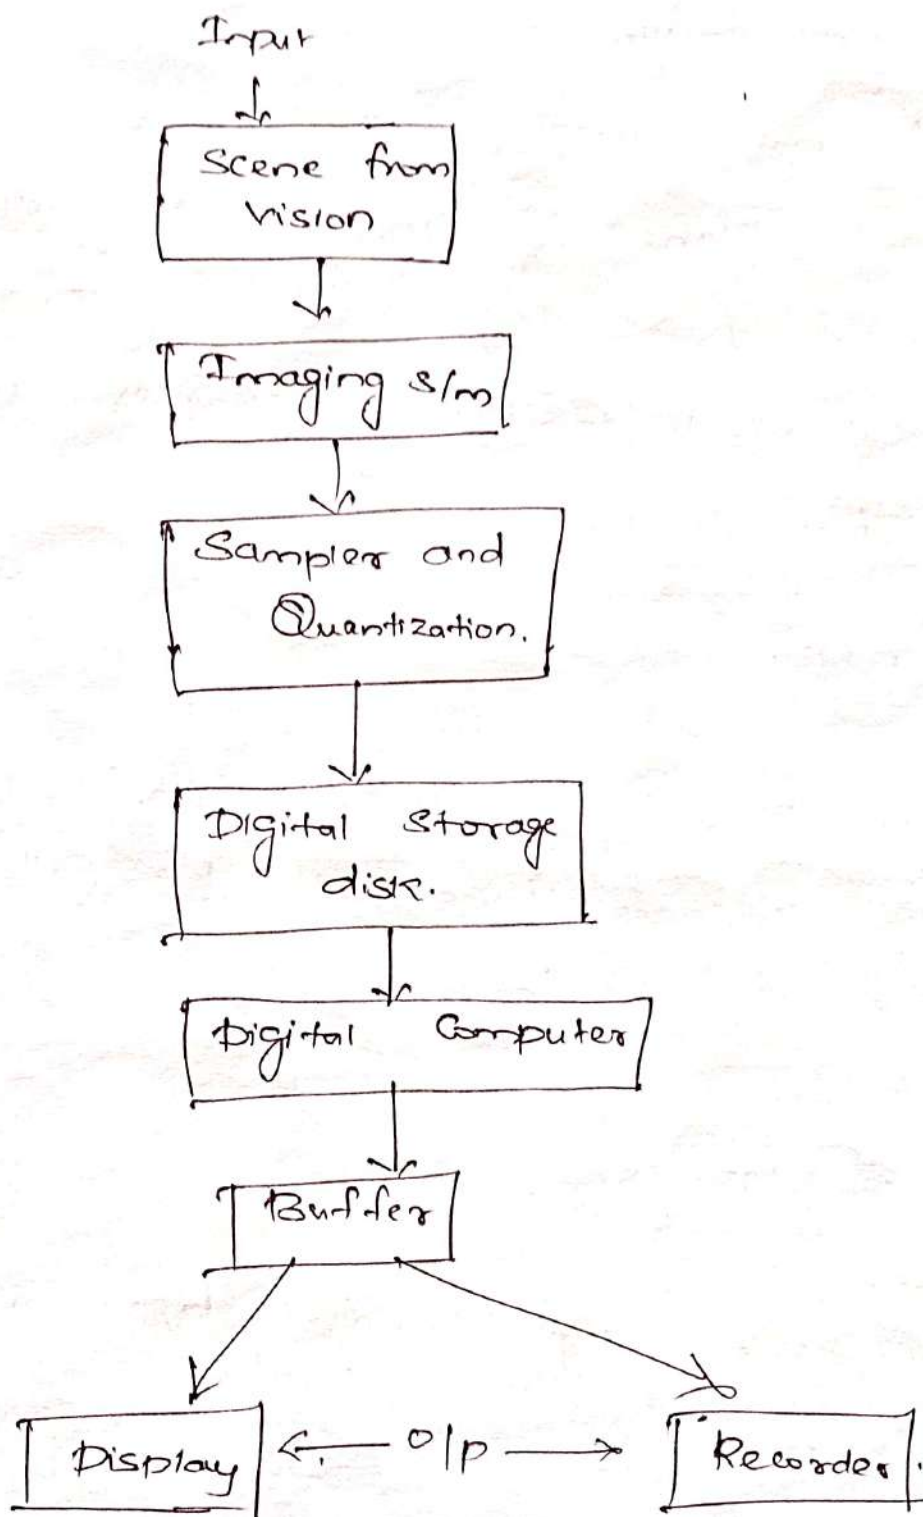 Input
Scene from
vision
Imaging s/m
Sampler and
Quantization.
Digital Storage
disk.
Digital Computer
Buffer
Display
O/p
Recorder.